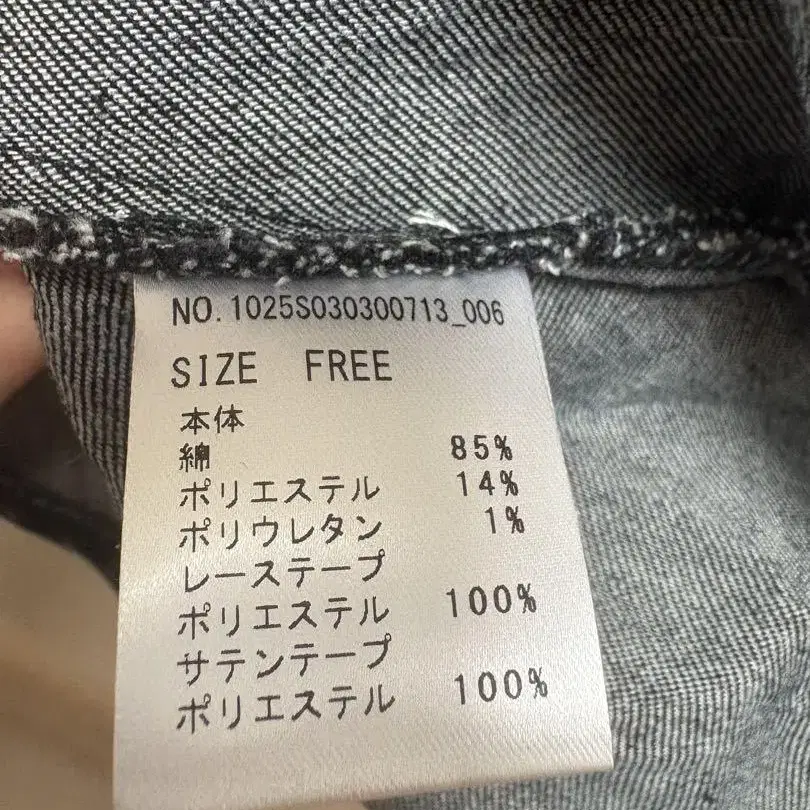 NO.1025S030300713_006
SIZE FREE
本体
綿 85%
ポリエステル 14%
ポリウレタン 1%
レーステープ
ポリエステル 100%
サテンテープ
ポリエステル 100%